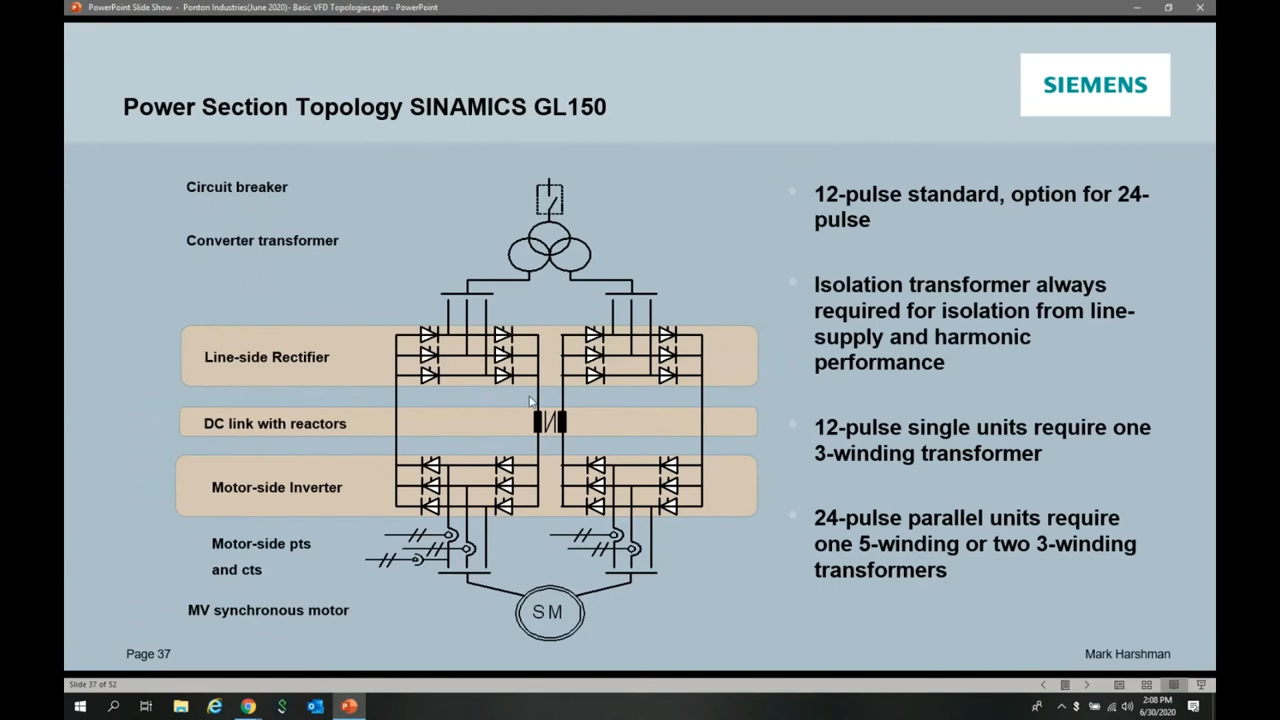 PowerPoint Slide Show - Ponton Industries(June 2020)- Basic VFD Topologies.pptx - PowerPoint
SIEMENS
Power Section Topology SINAMICS GL150
Circuit breaker
Converter transformer
Line-side Rectifier
DC link with reactors
Motor-side Inverter
Motor-side pts
and cts
MV synchronous motor
SM
12-pulse standard, option for 24-
pulse
Isolation transformer always
required for isolation from line-
supply and harmonic
performance
12-pulse single units require one
3-winding transformer
24-pulse parallel units require
one 5-winding or two 3-winding
transformers
Page 37
Mark Harshman
Slide 37 of 52
2:08 PM
6/30/2020